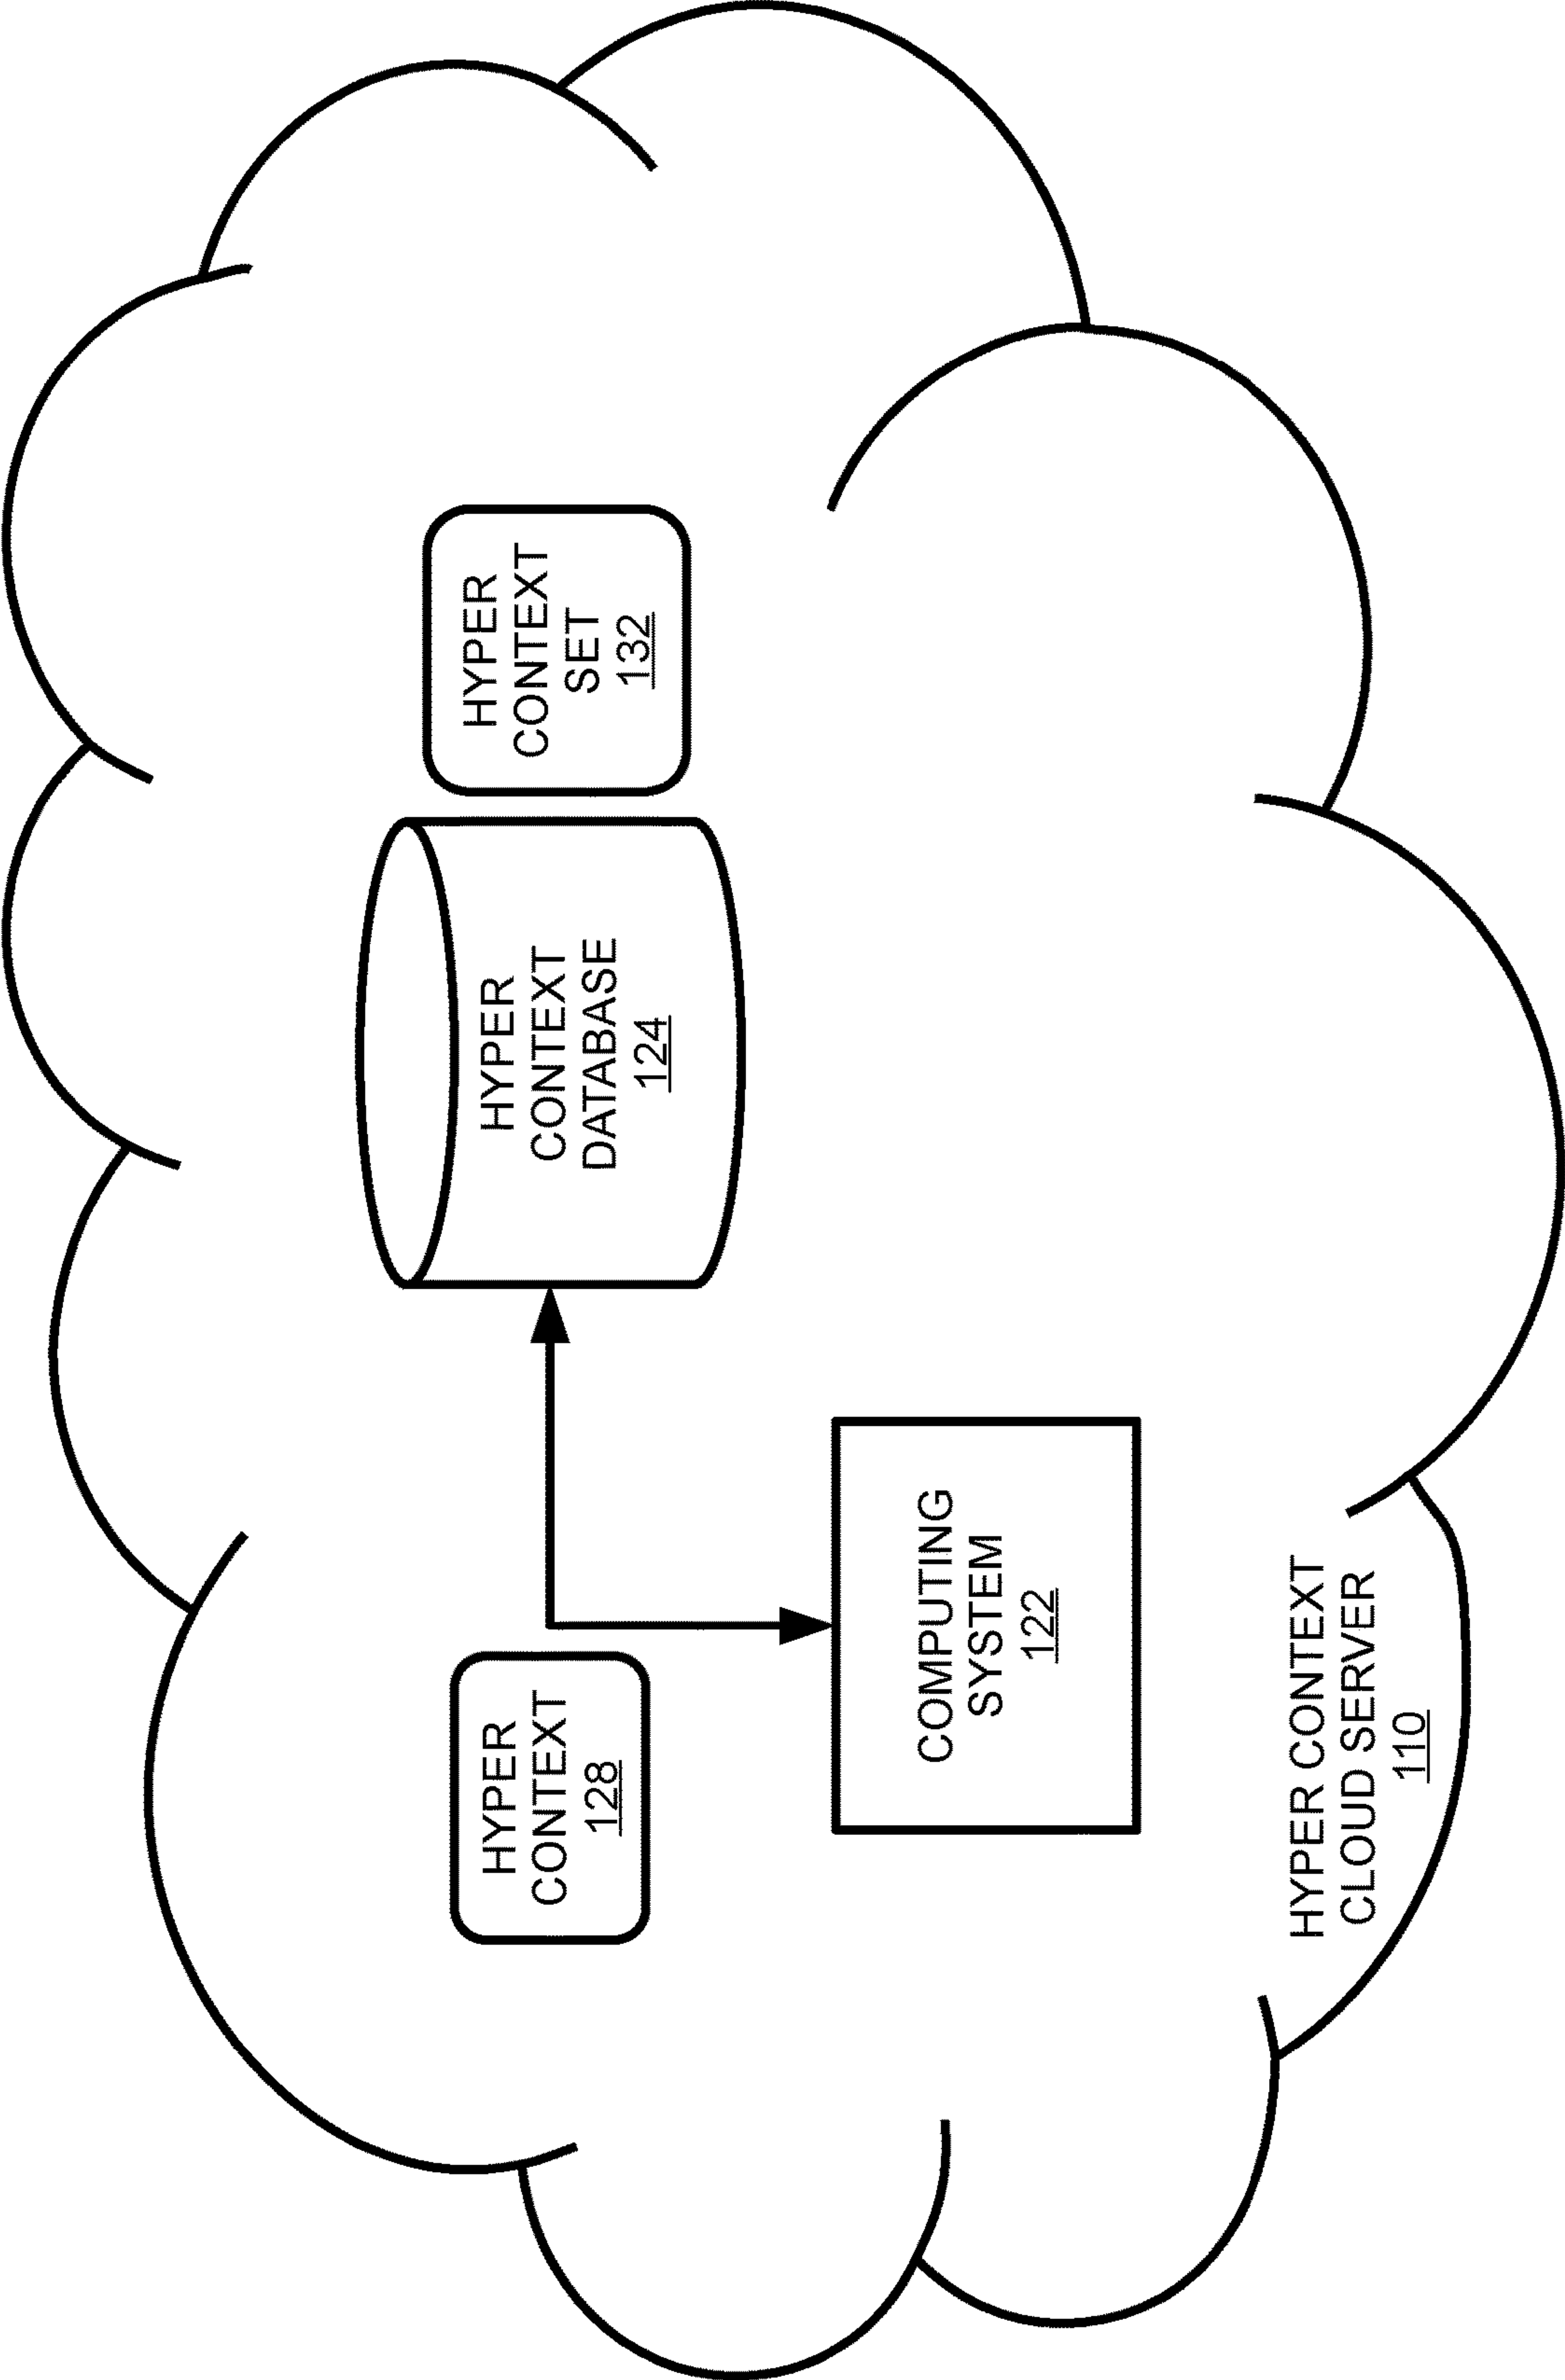 HYPER
CONTEXT
128
HYPER
CONTEXT
DATABASE
124
HYPER
CONTEXT
SET
132
COMPUTING
SYSTEM
122
HYPER CONTEXT
CLOUD SERVER
110